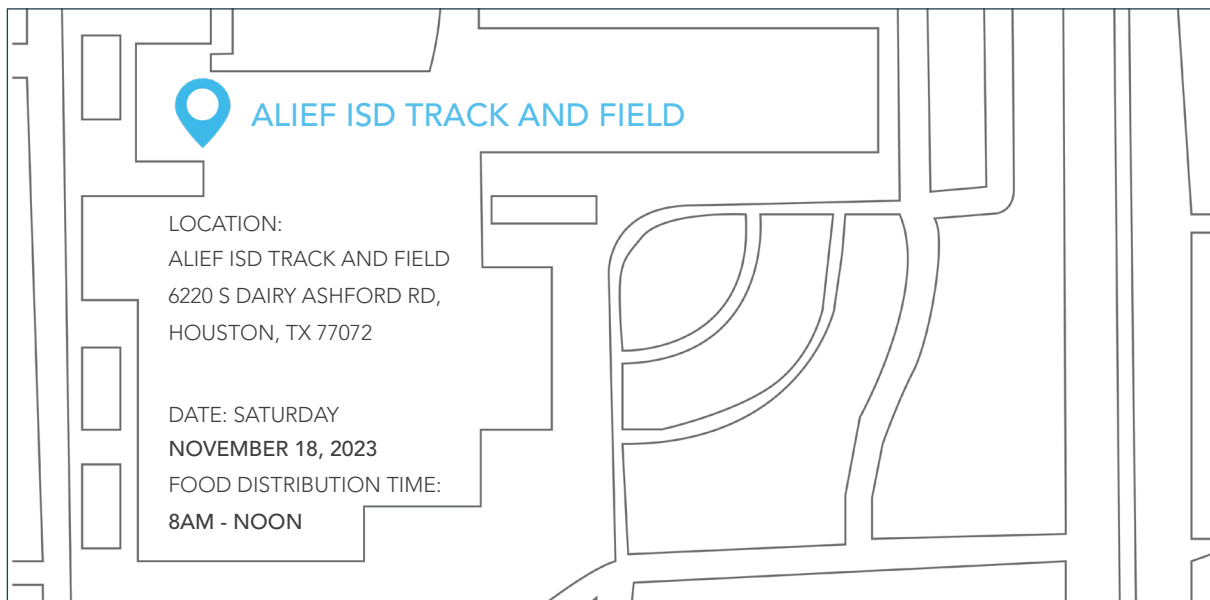 ALIEF ISD TRACK AND FIELD
LOCATION:
ALIEF ISD TRACK AND FIELD
6220 S DAIRY ASHFORD RD,
HOUSTON, TX 77072
DATE: SATURDAY
NOVEMBER 18, 2023
FOOD DISTRIBUTION TIME:
8AM - NOON